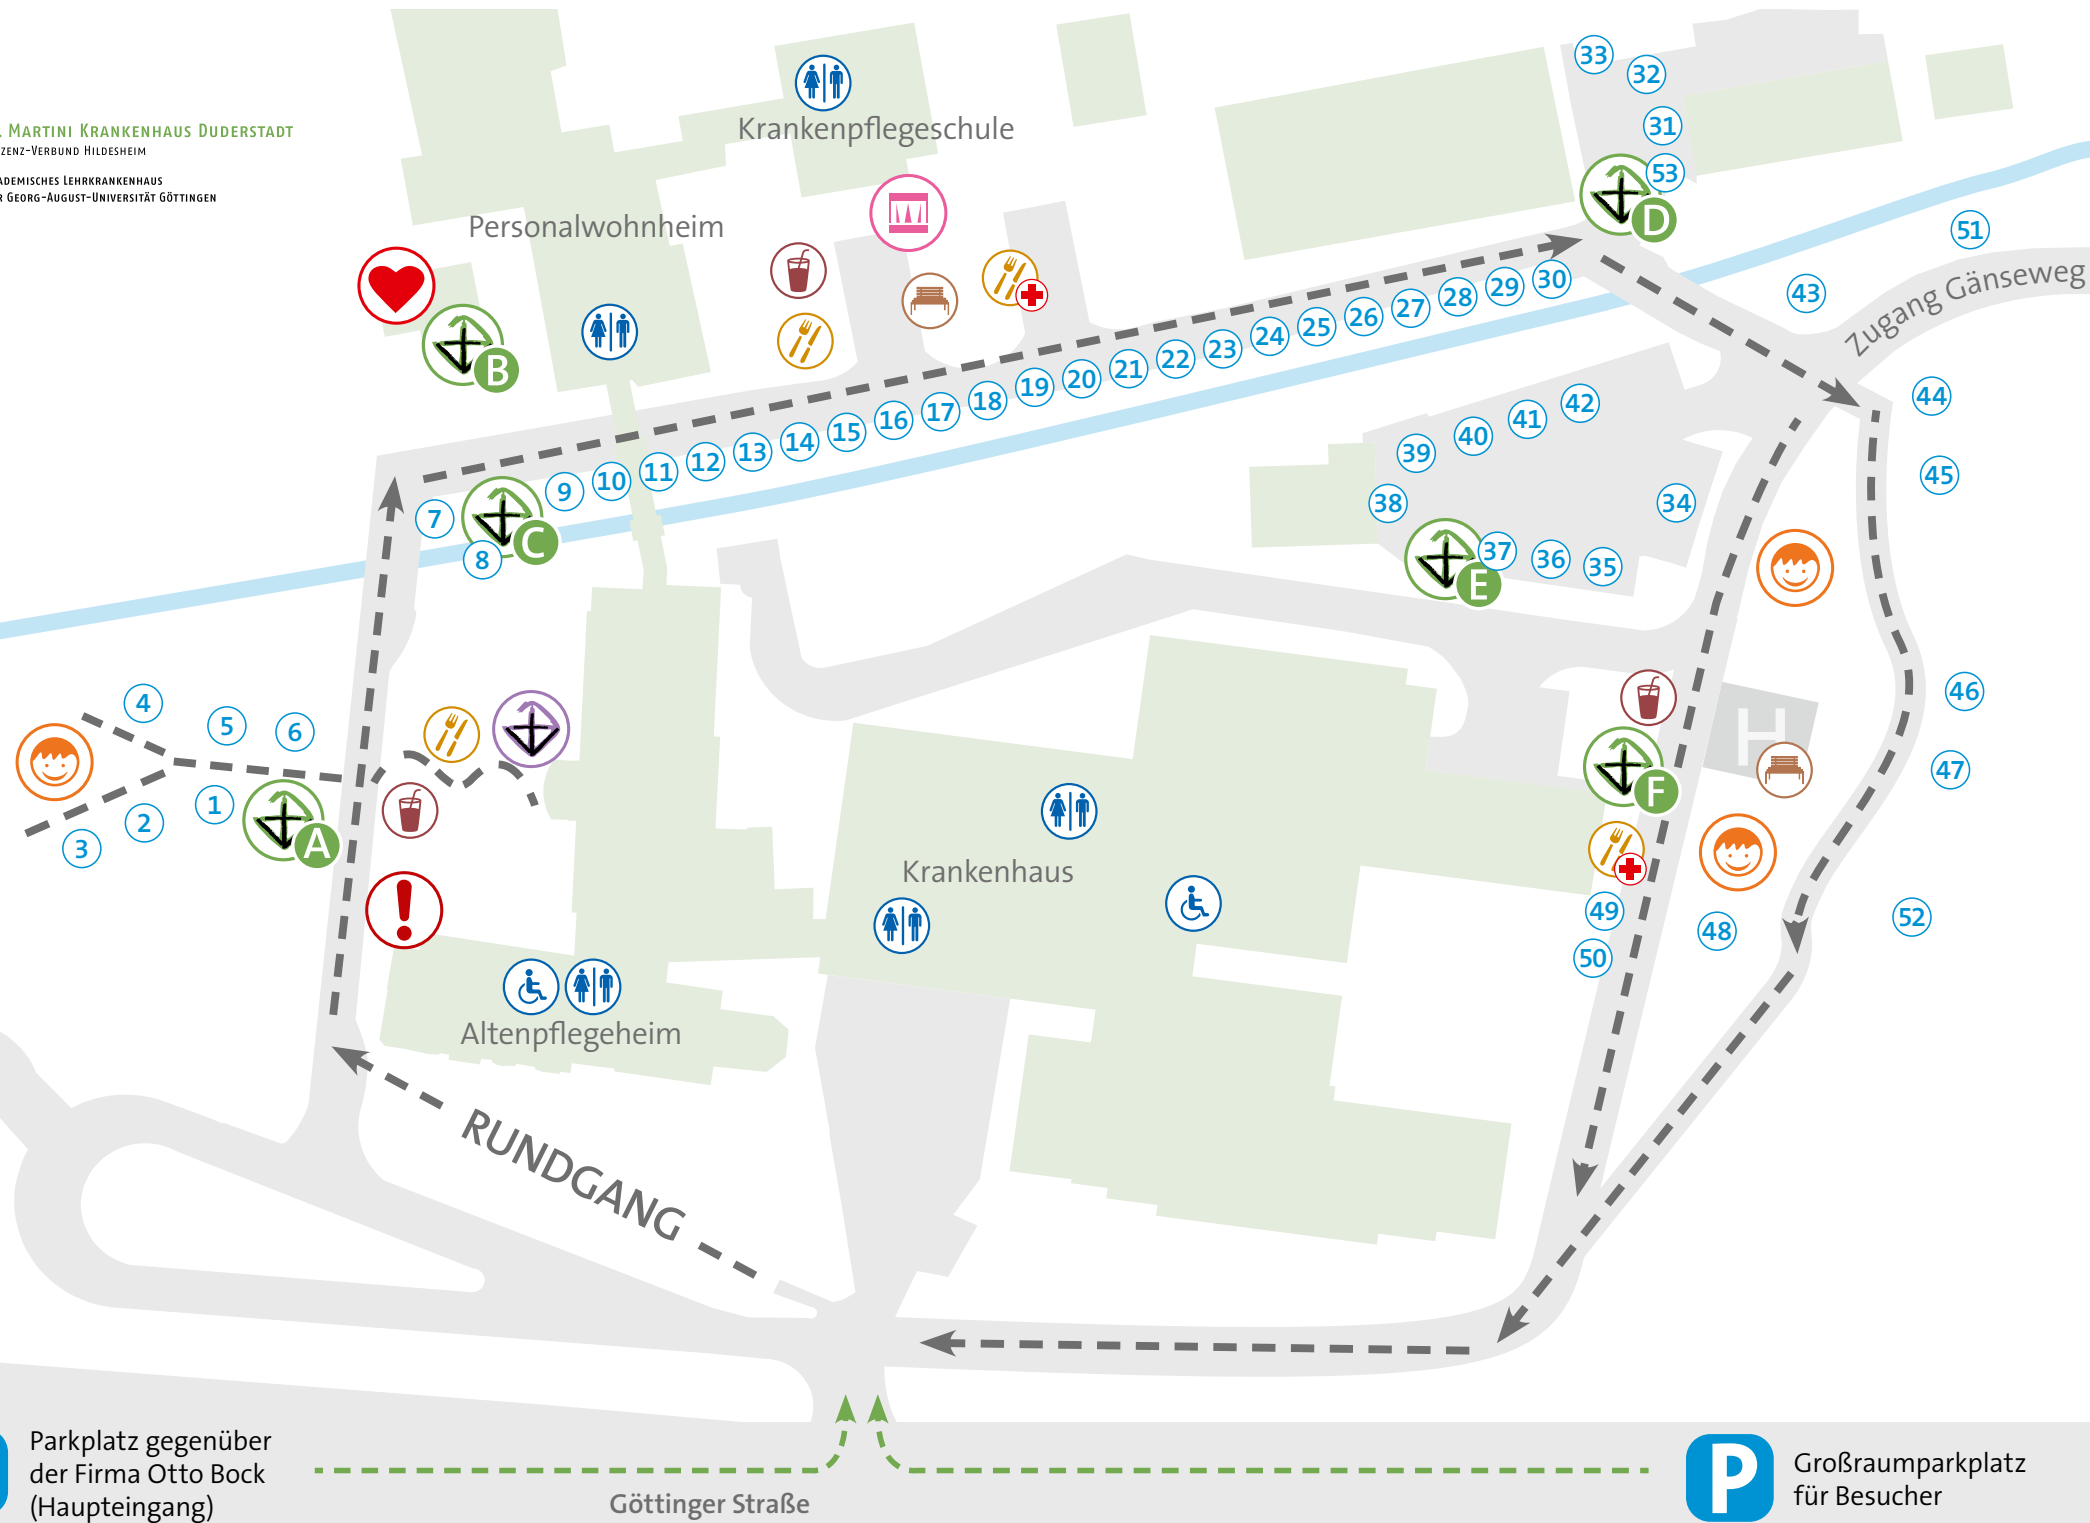 . Martini Krankenhaus Duderstadt
zenz-Verbund Hildesheim
ademisches Lehrkrankenhaus
r Georg-August-Universität Göttingen
Krankenpflegeschule
Personalwohnheim
33
32
31
53
D
51
43
Zugang Gänseweg
B
30
29
28
27
26
25
24
23
22
21
20
19
18
17
16
15
14
13
12
11
10
9
7
C
8
44
45
42
41
40
39
38
34
37
36
35
E
4
5
6
1
2
3
A
46
47
H
F
Krankenhaus
49
50
48
52
Altenpflegeheim
RUNDGANG
Parkplatz gegenüber
der Firma Otto Bock
(Haupteingang)
Göttinger Straße
P
Großraumparkplatz
für Besucher